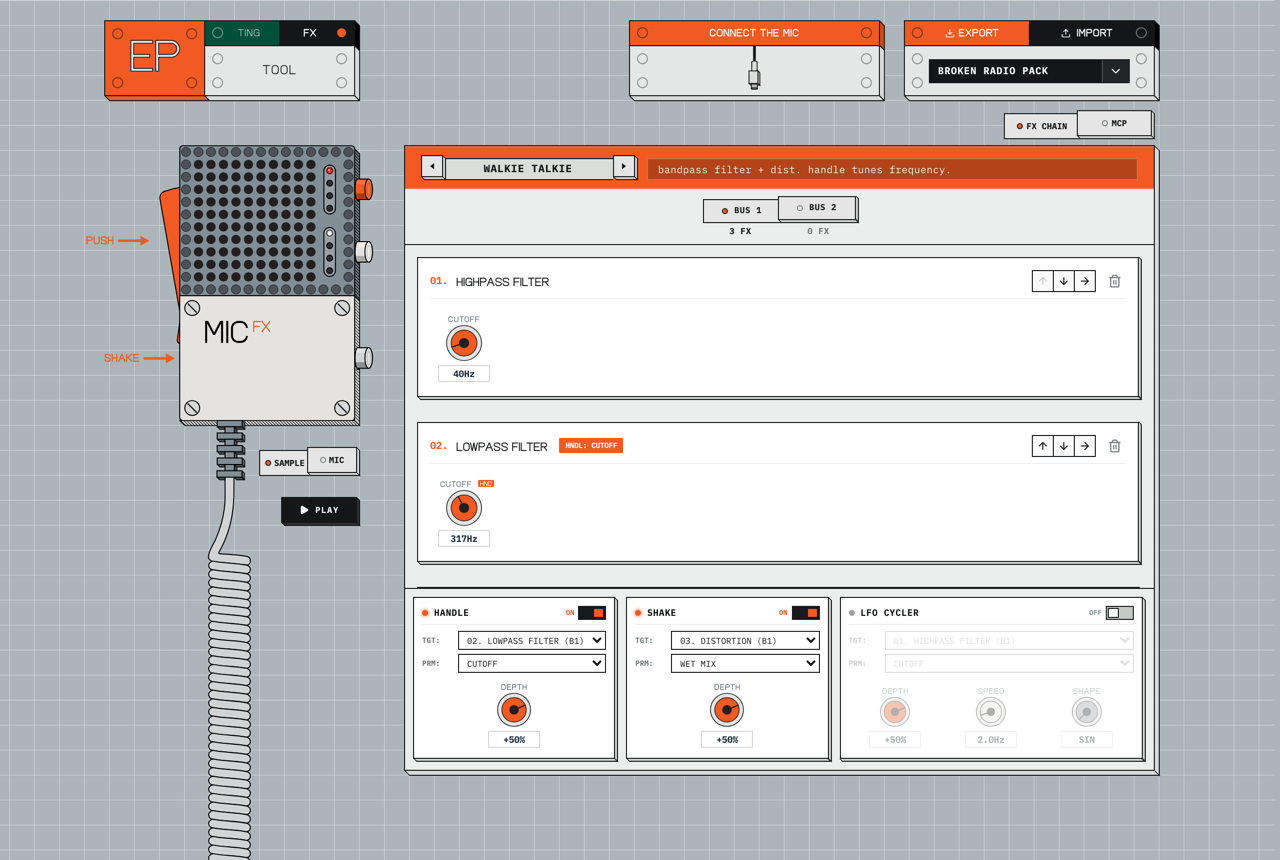 EP
TING
FX
TOOL
CONNECT THE MIC
EXPORT
IMPORT
BROKEN RADIO PACK
FX CHAIN
MCP
WALKIE TALKIE
bandpass filter + dist. handle tunes frequency.
BUS 1
BUS 2
3 FX
0 FX
PUSH
SHAKE
MIC FX
SAMPLE
MIC
PLAY
01. HIGHPASS FILTER
CUTOFF
40Hz
02. LOWPASS FILTER HNDL: CUTOFF
CUTOFF HND
317Hz
HANDLE ON
TGT: 02. LOWPASS FILTER (B1)
PRM: CUTOFF
DEPTH
+50%
SHAKE ON
TGT: 03. DISTORTION (B1)
PRM: WET MIX
DEPTH
+50%
LFO CYCLER OFF
TGT: 01. HIGHPASS FILTER (B1)
PRM: CUTOFF
DEPTH SPEED SHAPE
+50% 2.0Hz SIN